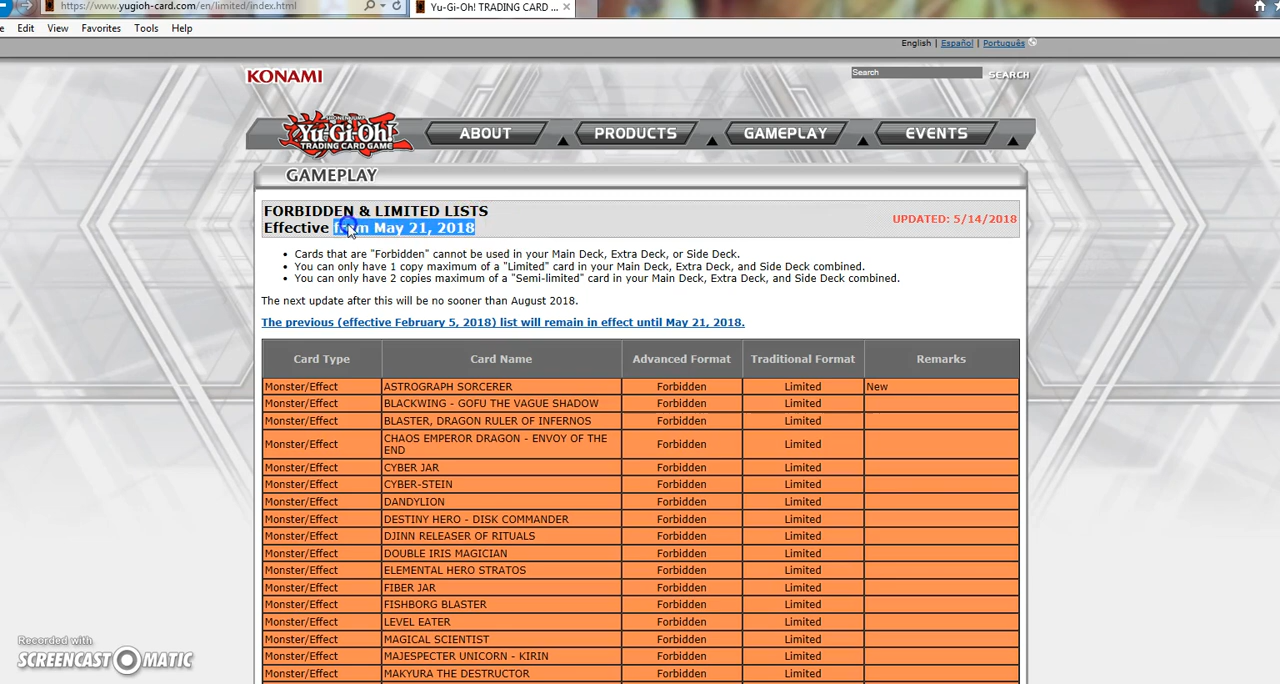 https://www.yugioh-card.com/en/limited/index.html
Yu-Gi-Oh! TRADING CARD ...
Edit View Favorites Tools Help
English | Español | Português
KONAMI
Search SEARCH
SHONEN JUMP
Yu-Gi-Oh!
TRADING CARD GAME
ABOUT PRODUCTS GAMEPLAY EVENTS
GAMEPLAY
FORBIDDEN & LIMITED LISTS
Effective from May 21, 2018
UPDATED: 5/14/2018
• Cards that are "Forbidden" cannot be used in your Main Deck, Extra Deck, or Side Deck.
• You can only have 1 copy maximum of a "Limited" card in your Main Deck, Extra Deck, and Side Deck combined.
• You can only have 2 copies maximum of a "Semi-limited" card in your Main Deck, Extra Deck, and Side Deck combined.
The next update after this will be no sooner than August 2018.
The previous (effective February 5, 2018) list will remain in effect until May 21, 2018.
Card Type Card Name Advanced Format Traditional Format Remarks
Monster/Effect ASTROGRAPH SORCERER Forbidden Limited New
Monster/Effect BLACKWING - GOFU THE VAGUE SHADOW Forbidden Limited
Monster/Effect BLASTER, DRAGON RULER OF INFERNOS Forbidden Limited
Monster/Effect CHAOS EMPEROR DRAGON - ENVOY OF THE
END Forbidden Limited
Monster/Effect CYBER JAR Forbidden Limited
Monster/Effect CYBER-STEIN Forbidden Limited
Monster/Effect DANDYLION Forbidden Limited
Monster/Effect DESTINY HERO - DISK COMMANDER Forbidden Limited
Monster/Effect DJINN RELEASER OF RITUALS Forbidden Limited
Monster/Effect DOUBLE IRIS MAGICIAN Forbidden Limited
Monster/Effect ELEMENTAL HERO STRATOS Forbidden Limited
Monster/Effect FIBER JAR Forbidden Limited
Monster/Effect FISHBORG BLASTER Forbidden Limited
Monster/Effect LEVEL EATER Forbidden Limited
Monster/Effect MAGICAL SCIENTIST Forbidden Limited
Monster/Effect MAJESPECTER UNICORN - KIRIN Forbidden Limited
Monster/Effect MAKYURA THE DESTRUCTOR Forbidden Limited
Recorded with
SCREENCAST-O-MATIC